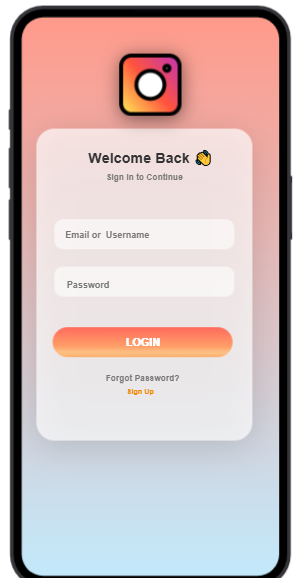 Welcome Back 👋
Sign in to Continue
Email or Username
Password
LOGIN
Forgot Password?
Sign Up